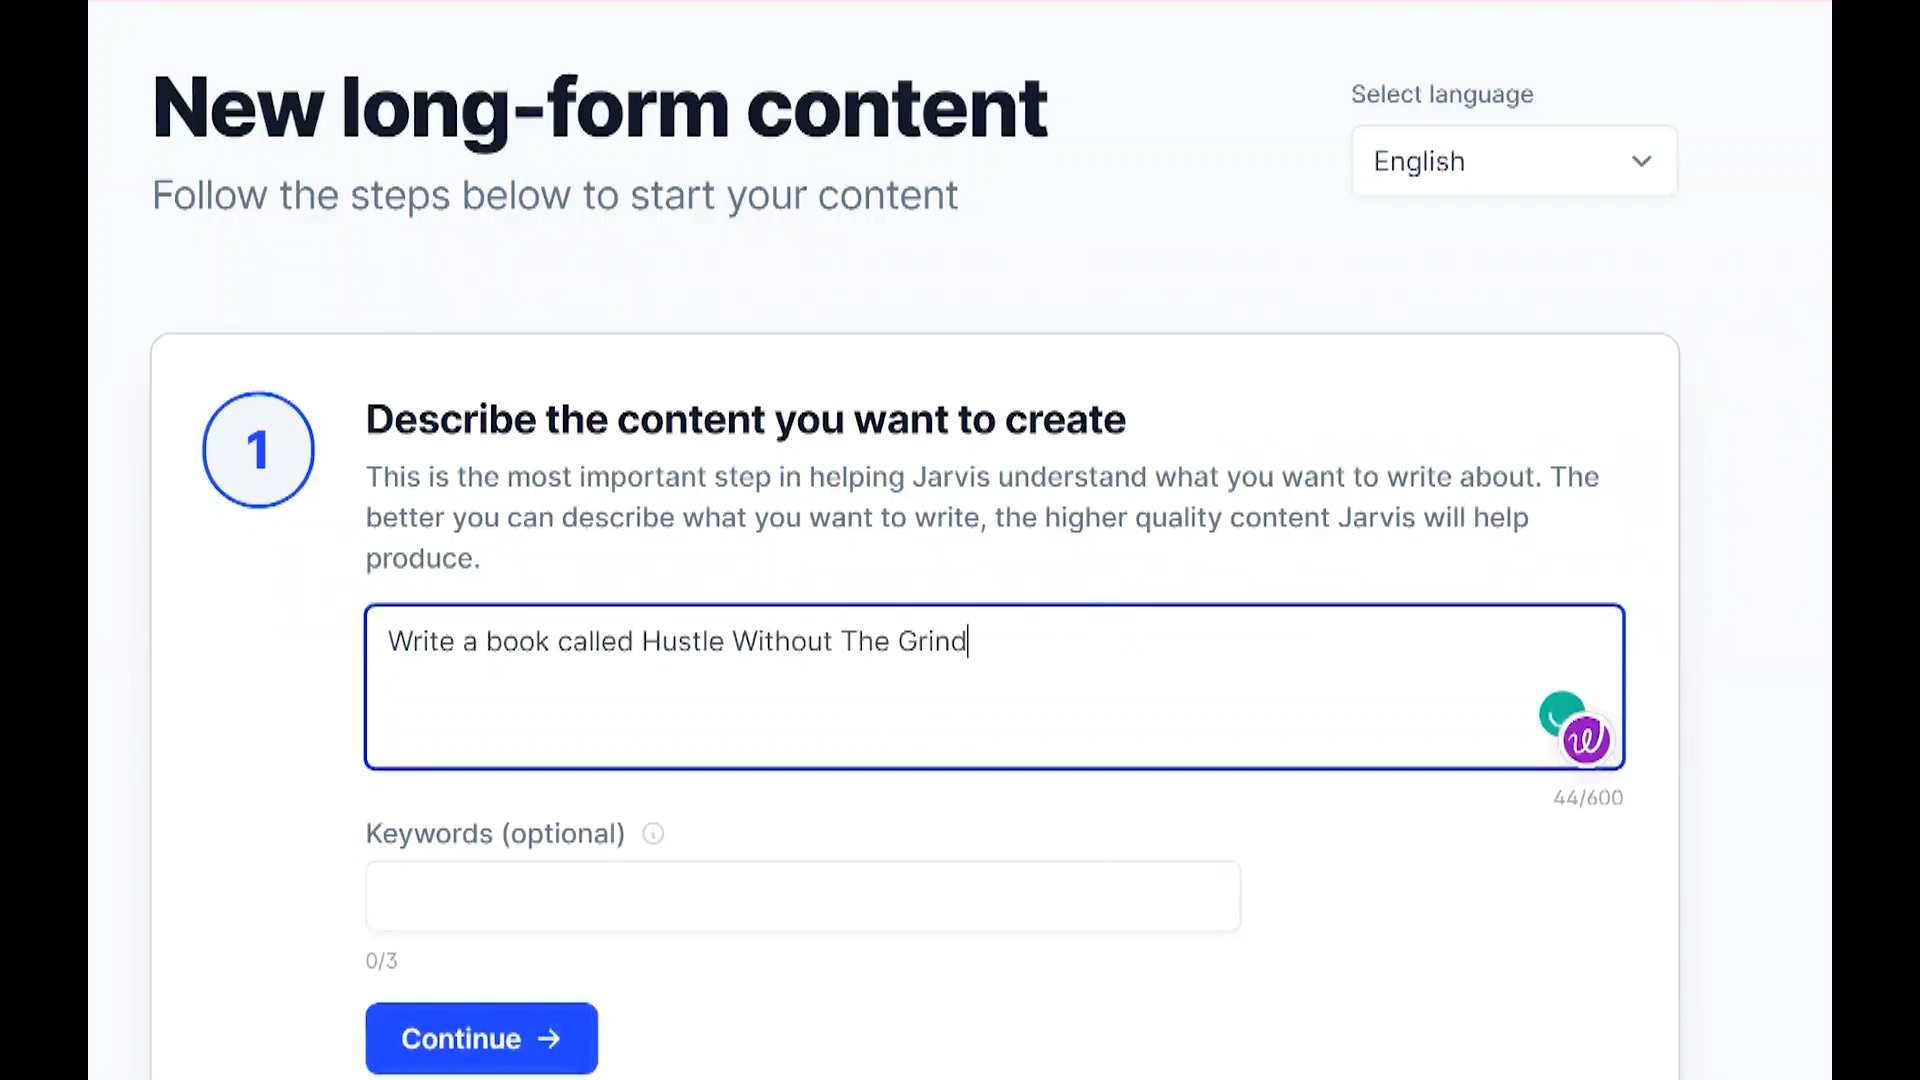 New long-form content
Follow the steps below to start your content
Select language
English
1
Describe the content you want to create
This is the most important step in helping Jarvis understand what you want to write about. The
better you can describe what you want to write, the higher quality content Jarvis will help
produce.
Write a book called Hustle Without The Grind
44/600
Keywords (optional)
0/3
Continue →